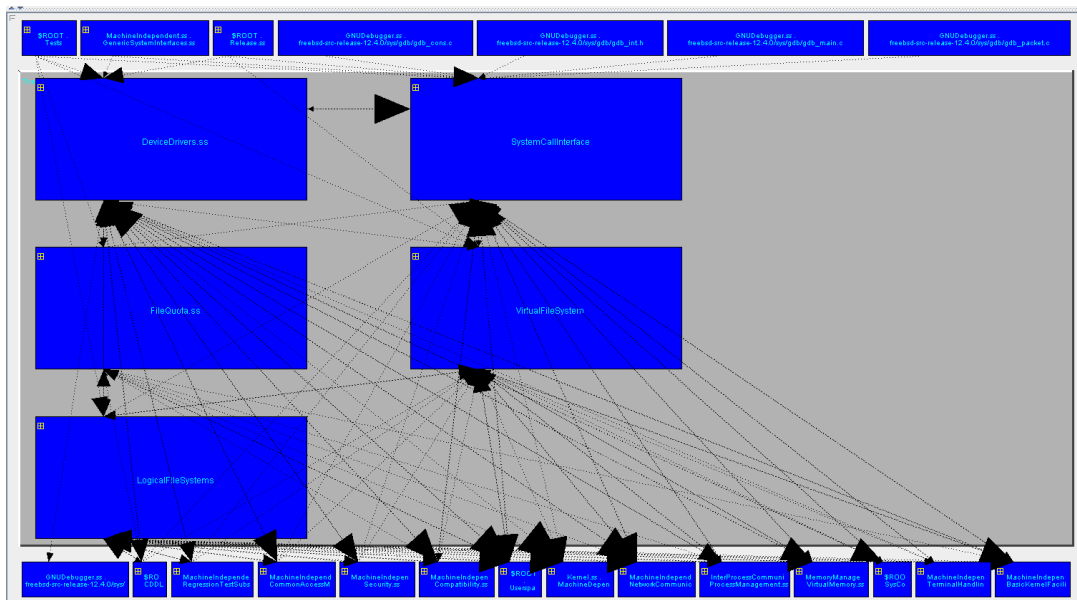 $ROOT .
Tests
MachineIndependent.ss .
GenericSystemInterfaces.ss
$ROOT .
Release.ss
GNUDebugger.ss .
freebsd-src-release-12.4.0/sys/gdb/gdb_cons.c
GNUDebugger.ss .
freebsd-src-release-12.4.0/sys/gdb/gdb_int.h
GNUDebugger.ss .
freebsd-src-release-12.4.0/sys/gdb/gdb_main.c
GNUDebugger.ss .
freebsd-src-release-12.4.0/sys/gdb/gdb_packet.c
DeviceDrivers.ss
SystemCallInterface
FileQuota.ss
VirtualFileSystem
LogicalFileSystems
GNUDebugger.ss
freebsd-src-release-12.4.0/sys/
$RO
CDDL
MachineIndepende
RegressionTestSubs
MachineIndepen
CommonAccessM
MachineIndepen
Security.ss
MachineIndepen
Compatibility.ss
$ROOT
Userspa
Kernel.ss .
MachineDepen
MachineIndepen
NetworkCommunic
InterProcessCommuni
ProcessManagement.ss
MemoryManage
VirtualMemory.ss
$ROO
SysCo
MachineIndepen
TerminalHandlin
MachineIndepen
BasicKernelFacili